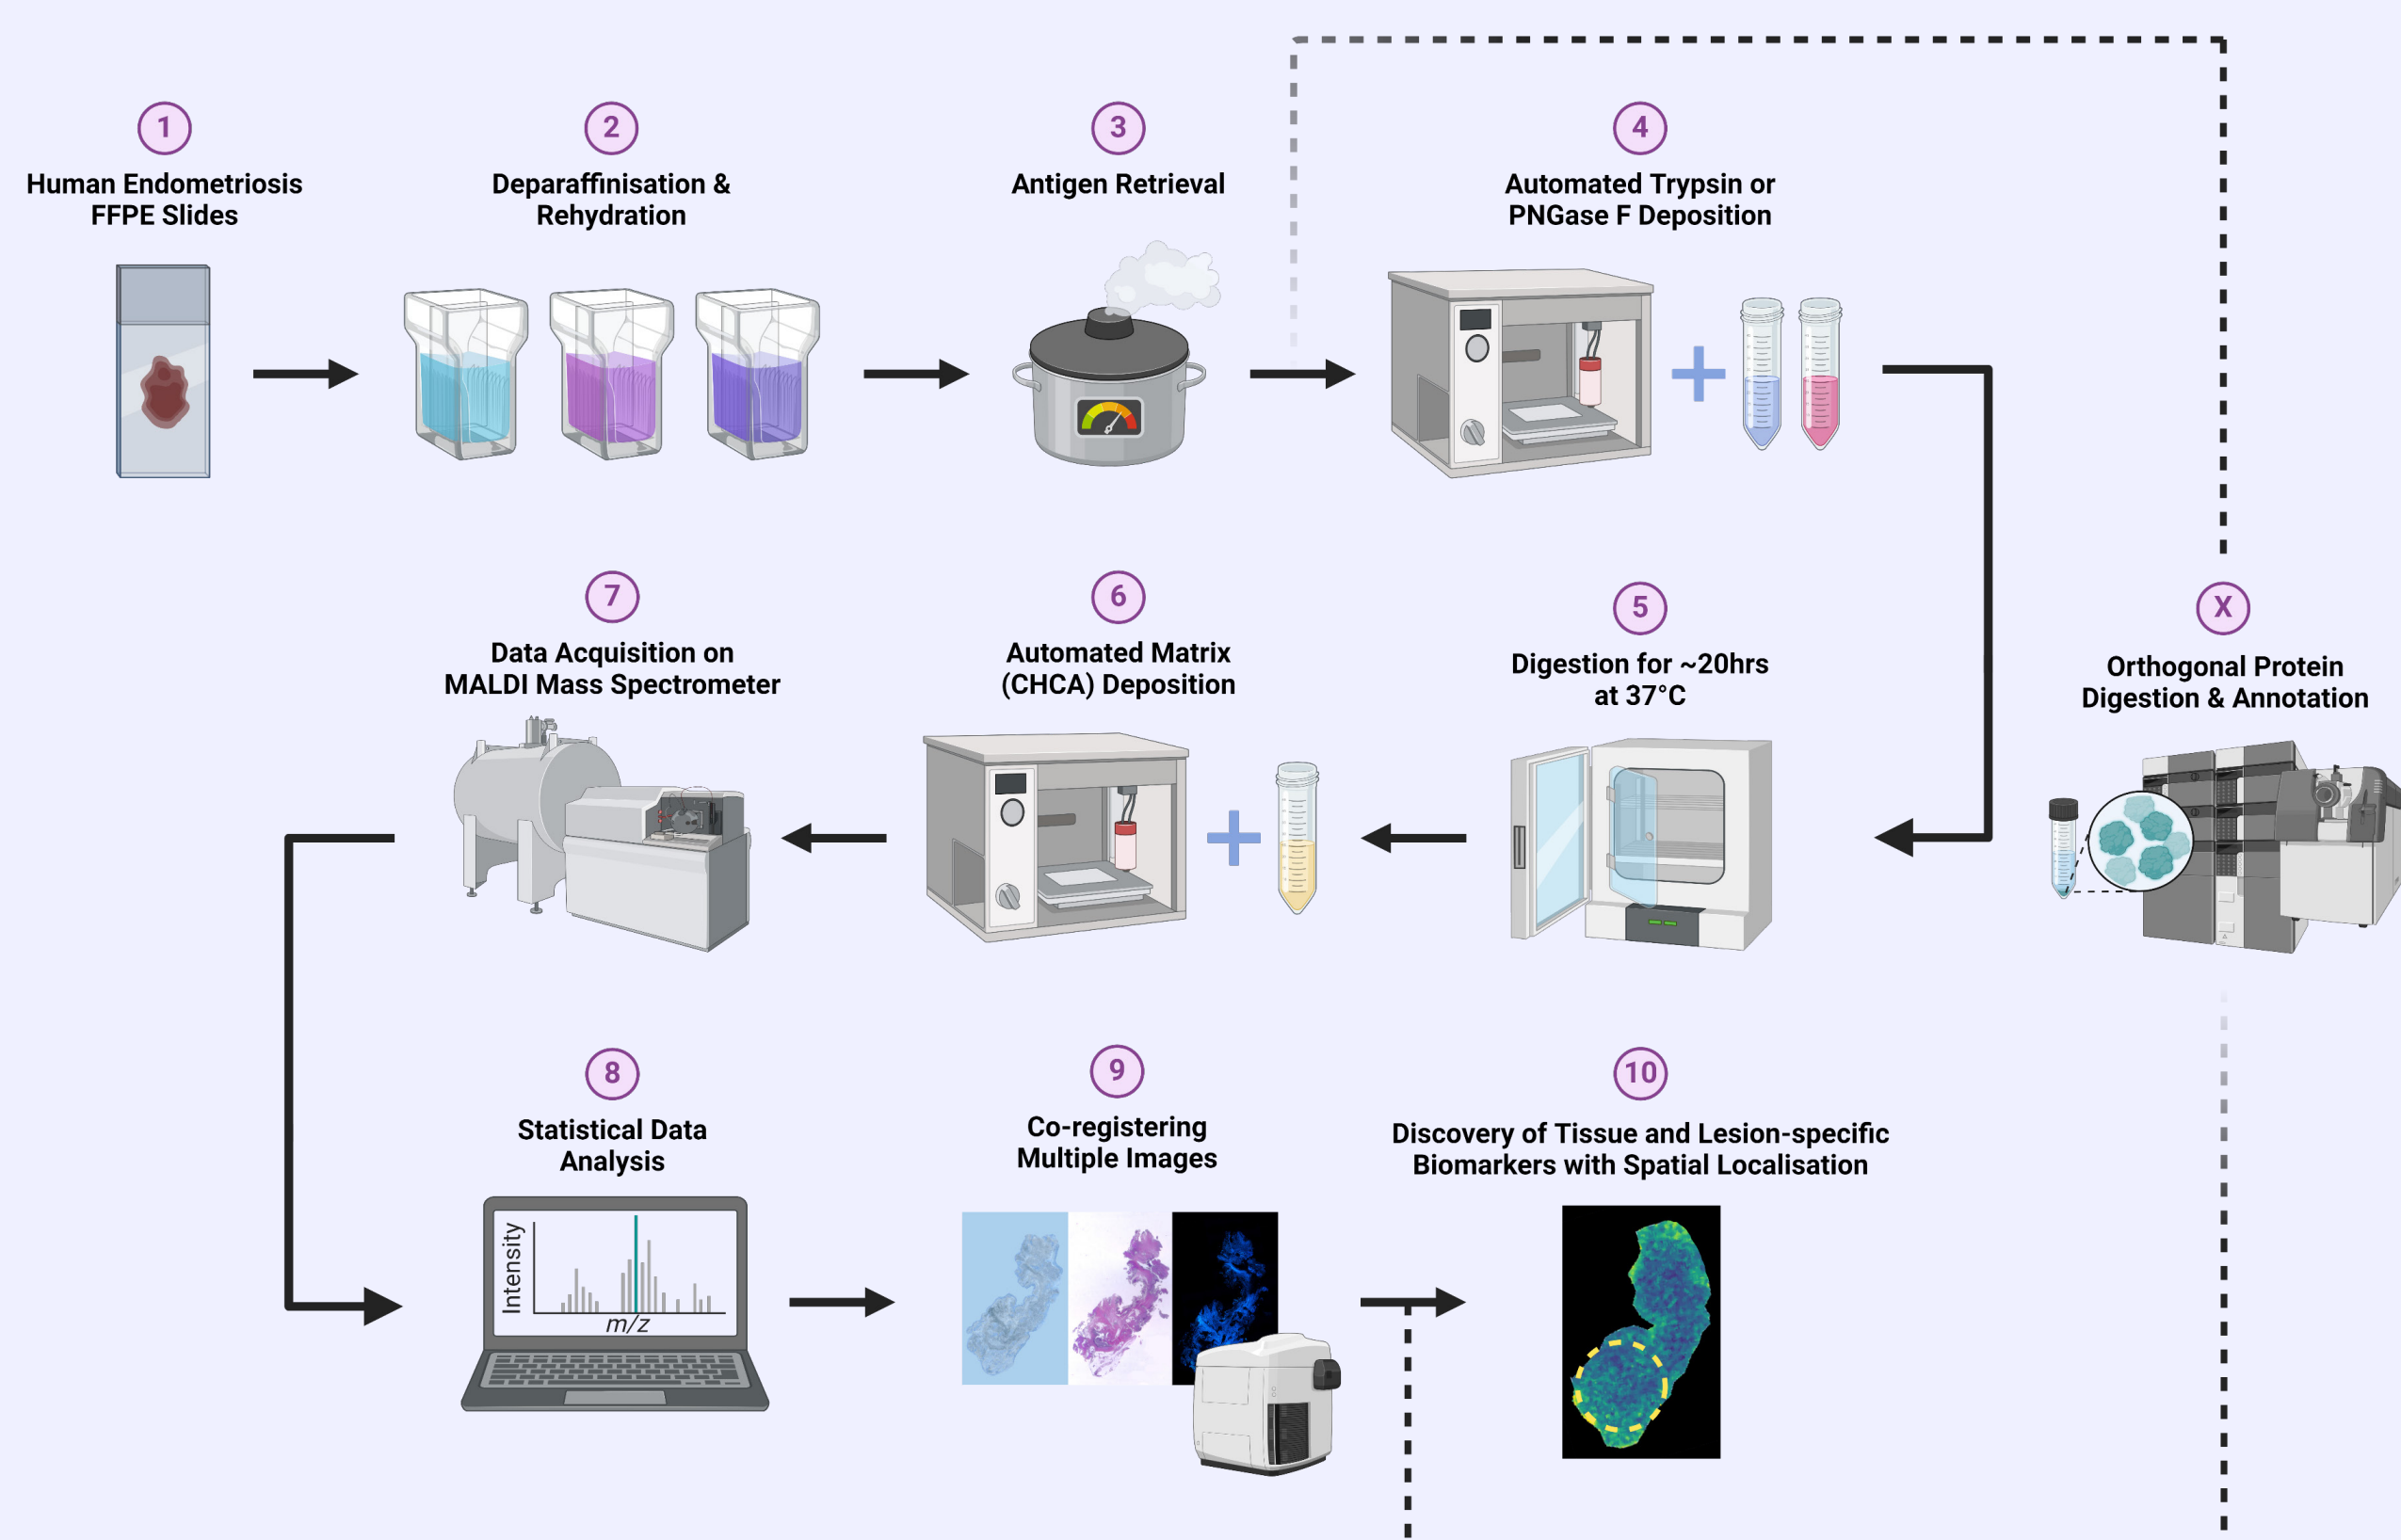 1
Human Endometriosis
FFPE Slides
2
Deparaffinisation &
Rehydration
3
Antigen Retrieval
4
Automated Trypsin or
PNGase F Deposition
7
Data Acquisition on
MALDI Mass Spectrometer
6
Automated Matrix
(CHCA) Deposition
5
Digestion for ~20hrs
at 37°C
X
Orthogonal Protein
Digestion & Annotation
8
Statistical Data
Analysis
Intensity
m/z
9
Co-registering
Multiple Images
10
Discovery of Tissue and Lesion-specific
Biomarkers with Spatial Localisation